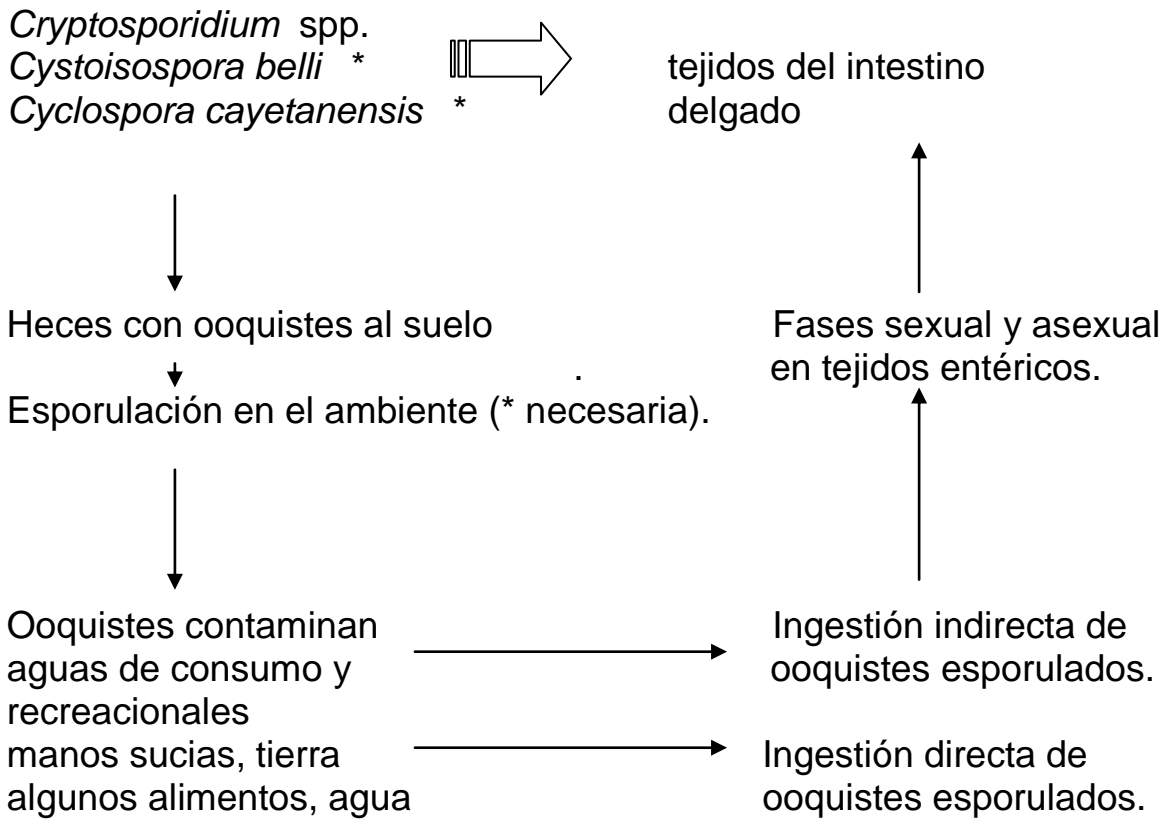 Cryptosporidium spp.
Cystoisospora belli *
Cyclospora cayetanensis *
tejidos del intestino
delgado
Heces con ooquistes al suelo
.
Esporulación en el ambiente (* necesaria).
Fases sexual y asexual
en tejidos entéricos.
Ooquistes contaminan
aguas de consumo y
recreacionales
manos sucias, tierra
algunos alimentos, agua
Ingestión indirecta de
ooquistes esporulados.
Ingestión directa de
ooquistes esporulados.